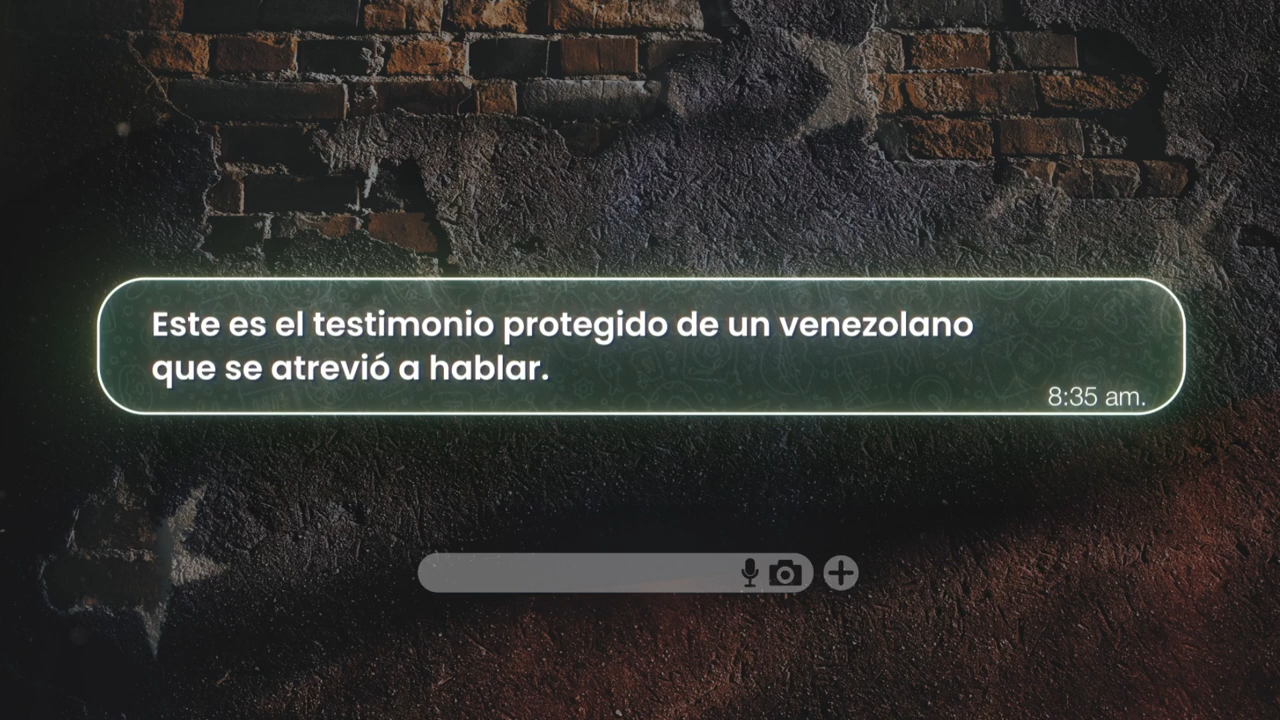 Este es el testimonio protegido de un venezolano
que se atrevió a hablar.
8:35 am.